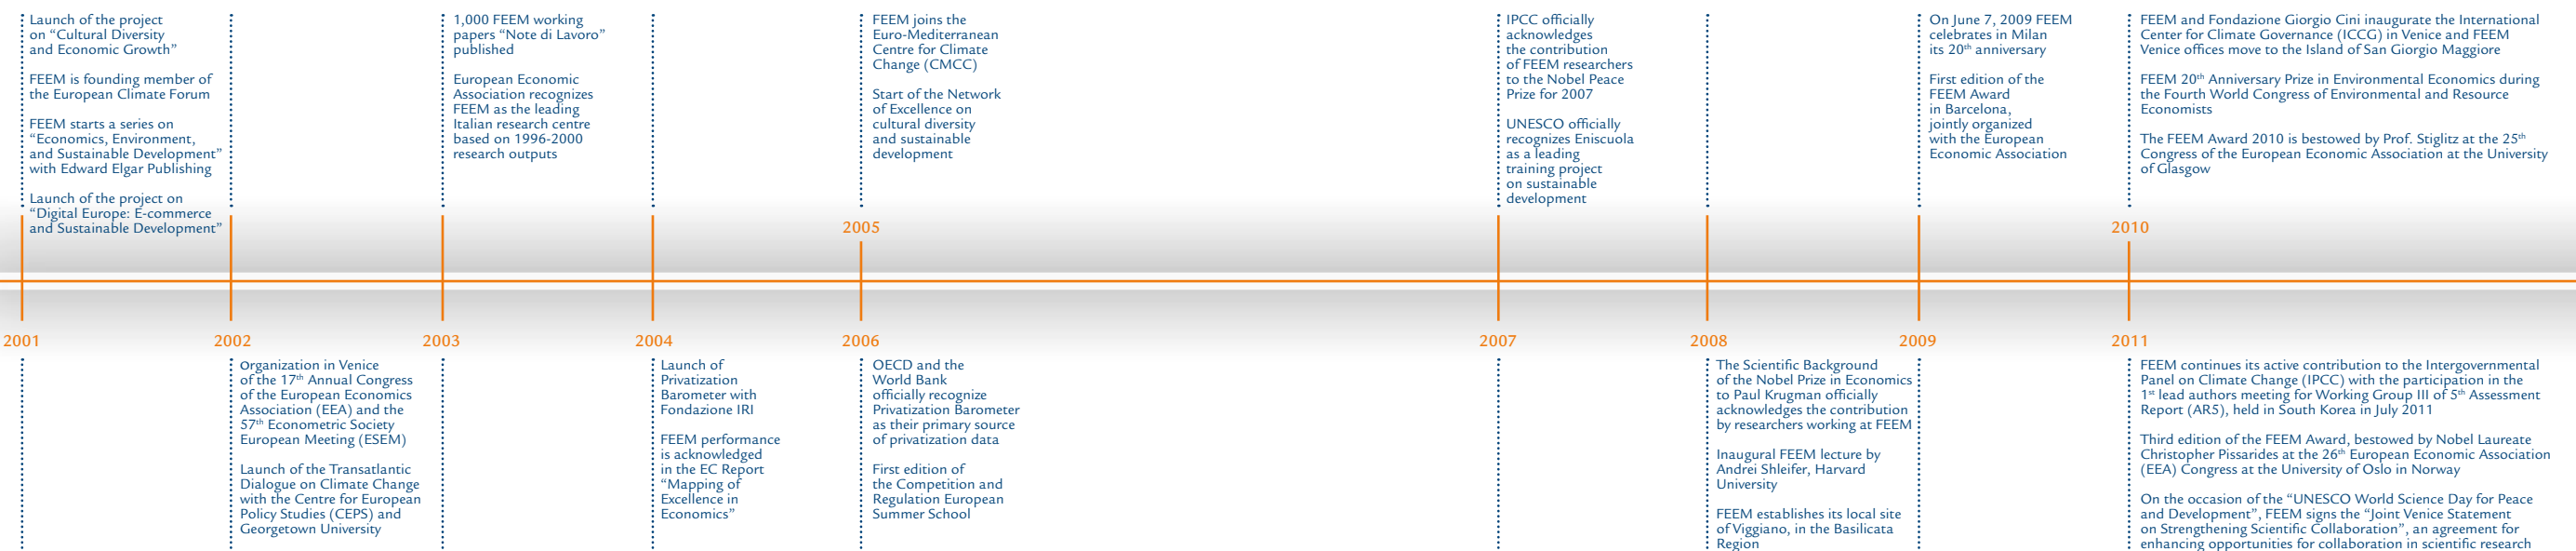 Launch of the project
on “Cultural Diversity
and Economic Growth”
FEEM is founding member of
the European Climate Forum
FEEM starts a series on
“Economics, Environment,
and Sustainable Development”
with Edward Elgar Publishing
Launch of the project on
“Digital Europe: E-commerce
and Sustainable Development”
1,000 FEEM working
papers “Note di Lavoro”
published
European Economic
Association recognizes
FEEM as the leading
Italian research centre
based on 1996-2000
research outputs
FEEM joins the
Euro-Mediterranean
Centre for Climate
Change (CMCC)
Start of the Network
of Excellence on
cultural diversity
and sustainable
development
IPCC officially
acknowledges
the contribution
of FEEM researchers
to the Nobel Peace
Prize for 2007
UNESCO officially
recognizes Eniscuola
as a leading
training project
on sustainable
development
On June 7, 2009 FEEM
celebrates in Milan
its 20th anniversary
First edition of the
FEEM Award
in Barcelona,
jointly organized
with the European
Economic Association
FEEM and Fondazione Giorgio Cini inaugurate the International
Center for Climate Governance (ICCG) in Venice and FEEM
Venice offices move to the Island of San Giorgio Maggiore
FEEM 20th Anniversary Prize in Environmental Economics during
the Fourth World Congress of Environmental and Resource
Economists
The FEEM Award 2010 is bestowed by Prof. Stiglitz at the 25th
Congress of the European Economic Association at the University
of Glasgow
2005
2010
2001
2002
2003
2004
2006
2007
2008
2009
2011
Organization in Venice
of the 17th Annual Congress
of the European Economics
Association (EEA) and the
57th Econometric Society
European Meeting (ESEM)
Launch of the Transatlantic
Dialogue on Climate Change
with the Centre for European
Policy Studies (CEPS) and
Georgetown University
Launch of
Privatization
Barometer with
Fondazione IRI
FEEM performance
is acknowledged
in the EC Report
“Mapping of
Excellence in
Economics”
OECD and the
World Bank
officially recognize
Privatization Barometer
as their primary source
of privatization data
First edition of
the Competition and
Regulation European
Summer School
The Scientific Background
of the Nobel Prize in Economics
to Paul Krugman officially
acknowledges the contribution
by researchers working at FEEM
Inaugural FEEM lecture by
Andrei Shleifer, Harvard
University
FEEM establishes its local site
of Viggiano, in the Basilicata
Region
FEEM continues its active contribution to the Intergovernmental
Panel on Climate Change (IPCC) with the participation in the
1st lead authors meeting for Working Group III of 5th Assessment
Report (AR5), held in South Korea in July 2011
Third edition of the FEEM Award, bestowed by Nobel Laureate
Christopher Pissarides at the 26th European Economic Association
(EEA) Congress at the University of Oslo in Norway
On the occasion of the “UNESCO World Science Day for Peace
and Development”, FEEM signs the “Joint Venice Statement
on Strengthening Scientific Collaboration”, an agreement for
enhancing opportunities for collaboration in scientific research